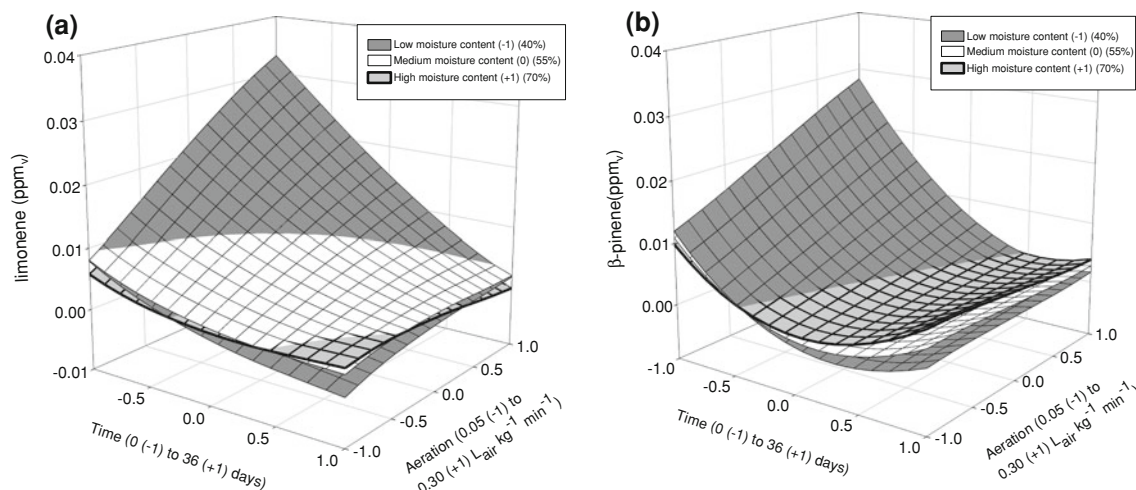 (a)
Low moisture content (-1) (40%)
Medium moisture content (0) (55%)
High moisture content (+1) (70%)
limonene (ppmv)
0.04
0.03
0.02
0.01
0.00
-0.01
-0.5
0.0
0.5
1.0
Time (0 (-1) to 36 (+1) days)
-1.0
-0.5
0.0
0.5
1.0
Aeration (0.05 (-1) to
0.30 (+1) Lair kg-1 min-1)
(b)
Low moisture content (-1) (40%)
Medium moisture content (0) (55%)
High moisture content (+1) (70%)
β-pinene(ppmv)
0.04
0.03
0.02
0.01
0.00
-1.0
-0.5
0.0
0.5
1.0
Time (0 (-1) to 36 (+1) days)
-1.0
-0.5
0.0
0.5
1.0
Aeration (0.05 (-1) to
0.30 (+1) Lair kg-1 min-1)